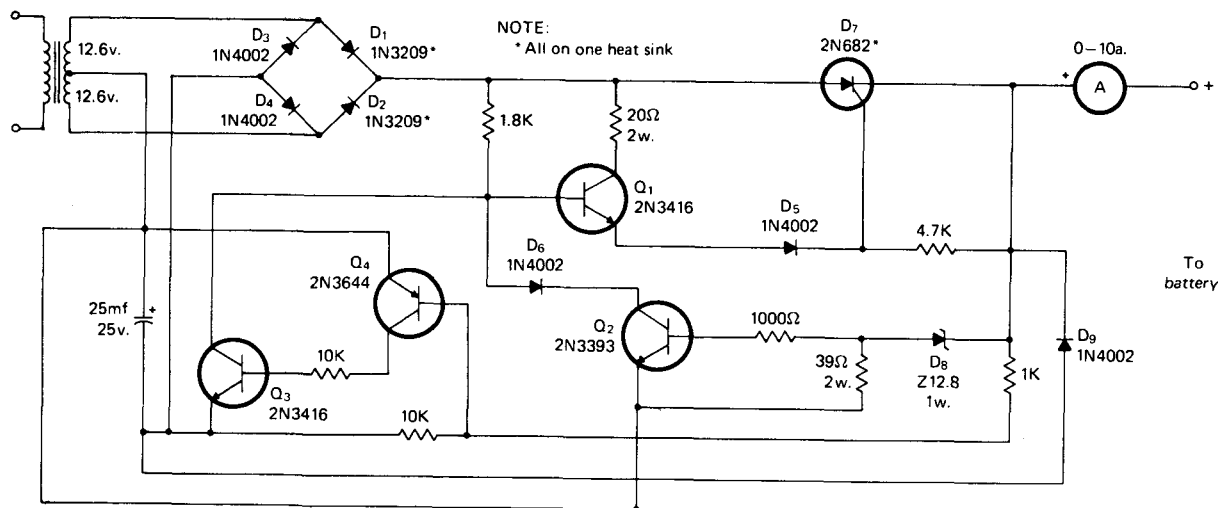 12.6v.
12.6v.
D3
1N4002
D1
1N3209*
D4
1N4002
D2
1N3209*
NOTE:
*All on one heat sink
D7
2N682*
0-10a.
+
A
+
1.8K
20Ω
2w.
Q1
2N3416
D5
1N4002
4.7K
To
battery
D6
1N4002
Q4
2N3644
25mf
25v.
+
Q2
2N3393
1000Ω
39Ω
2w.
D8
Z12.8
1w.
1K
D9
1N4002
10K
Q3
2N3416
10K